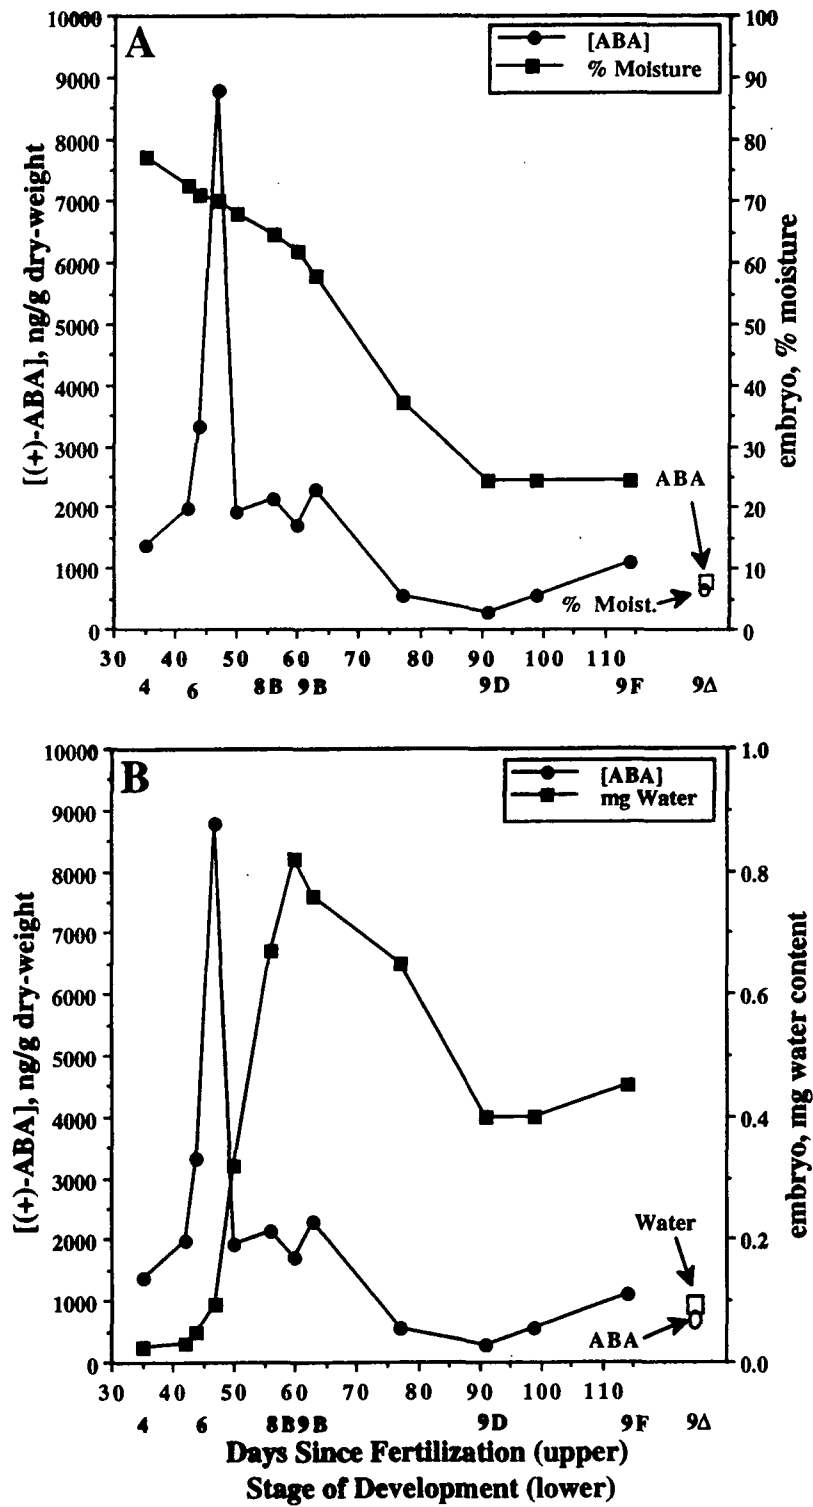 A
[ABA]
% Moisture
[(+)-ABA], ng/g dry-weight
10000
9000
8000
7000
6000
5000
4000
3000
2000
1000
0
100
90
80
70
60
50
40
30
20
10
0
embryo, % moisture
ABA
% Moist.
30 40 50 60 70 80 90 100 110
4 6 8B 9B 9D 9F 9Δ
B
[ABA]
mg Water
[(+)-ABA], ng/g dry-weight
10000
9000
8000
7000
6000
5000
4000
3000
2000
1000
0
1.0
0.8
0.6
0.4
0.2
0.0
embryo, mg water content
Water
ABA
30 40 50 60 70 80 90 100 110
4 6 8B 9B 9D 9F 9Δ
Days Since Fertilization (upper)
Stage of Development (lower)